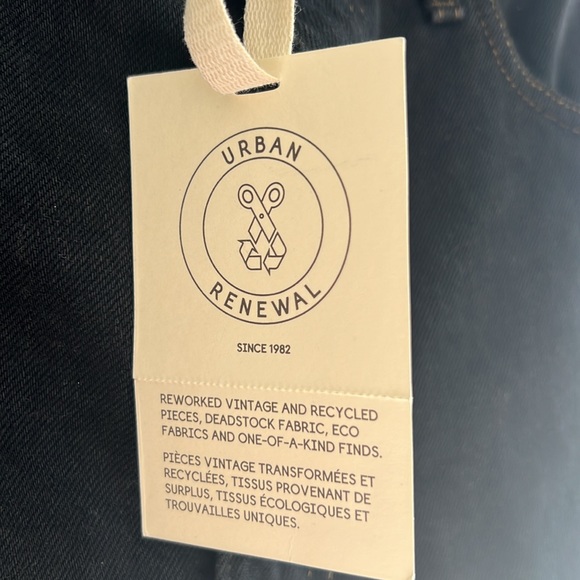 URBAN
RENEWAL
SINCE 1982
REWORKED VINTAGE AND RECYCLED
PIECES, DEADSTOCK FABRIC, ECO
FABRICS AND ONE-OF-A-KIND FINDS.
PIÈCES VINTAGE TRANSFORMÉES ET
RECYCLÉES, TISSUS PROVENANT DE
SURPLUS, TISSUS ÉCOLOGIQUES ET
TROUVAILLES UNIQUES.